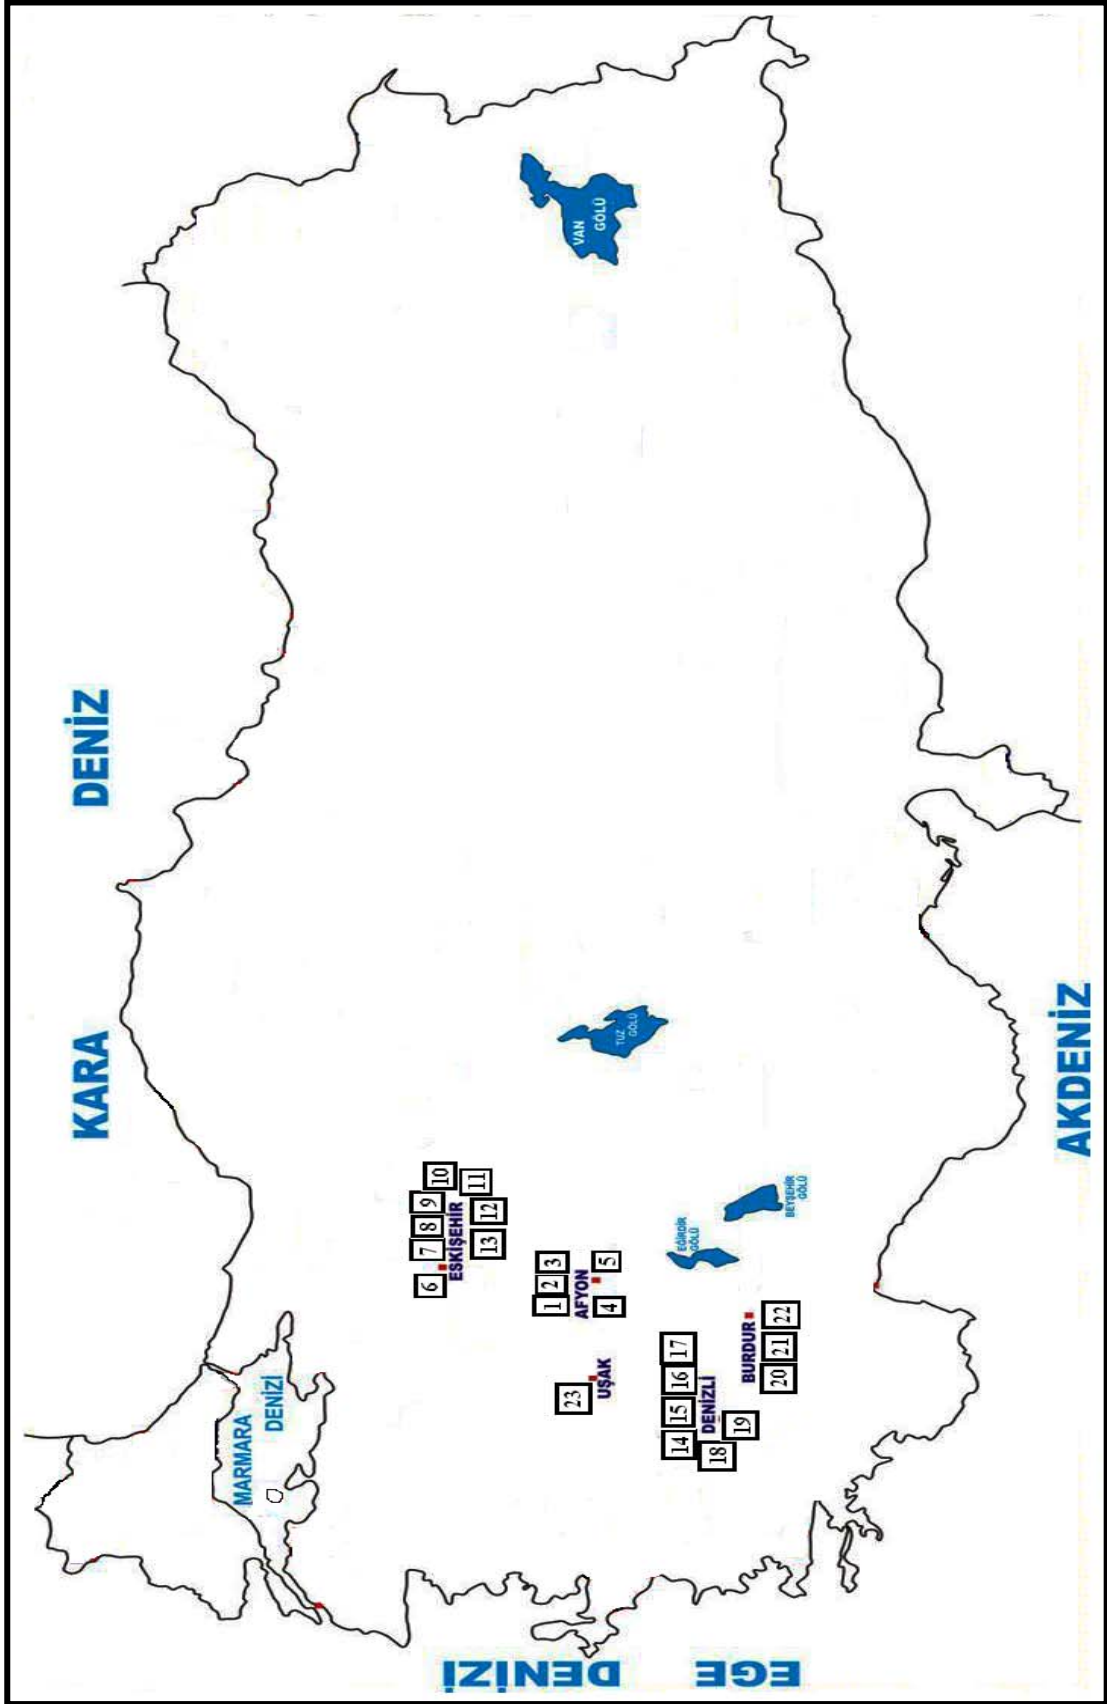 KARA DENİZ
MARMARA
DENİZİ
EGE DENİZİ
AKDENİZ
VAN
GÖLÜ
TUZ
GÖLÜ
EĞİRDİR
GÖLÜ
BEYŞEHİR
GÖLÜ
6 7 8 9 10
ESKİŞEHİR
13 12 11
1 2 3
AFYON
4 5
23
UŞAK
14 15 16 17
DENİZLİ
18 19
BURDUR
20 21 22